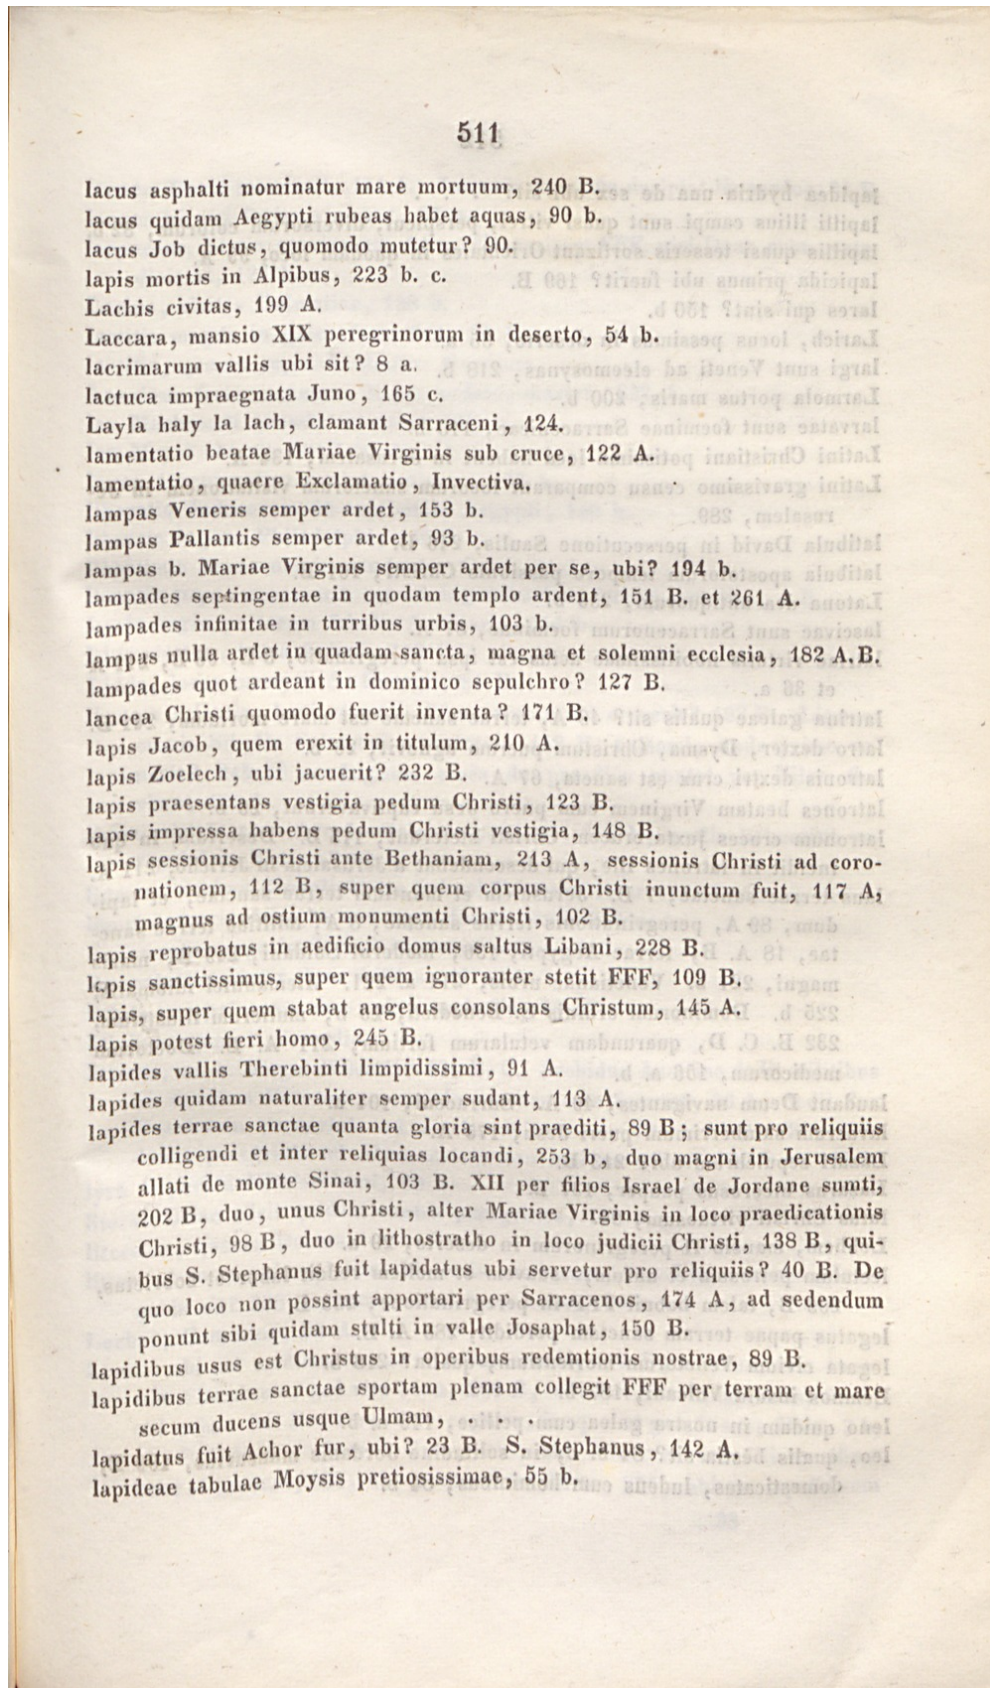 511
lacus asphalti nominatur mare mortuum, 240 B.
lacus quidam Aegypti rubeas habet aquas, 90 b.
lacus Job dictus, quomodo mutetur? 90.
lapis mortis in Alpibus, 223 b. c.
Lachis civitas, 199 A.
Laccara, mansio XIX peregrinorum in deserto, 54 b.
lacrimarum vallis ubi sit? 8 a.
lactuca impraegnata Juno, 165 c.
Layla haly la lach, clamant Sarraceni, 124.
lamentatio beatae Mariae Virginis sub cruce, 122 A.
lamentatio, quaere Exclamatio, Invectiva.
lampas Veneris semper ardet, 153 b.
lampas Pallantis semper ardet, 93 b.
lampas b. Mariae Virginis semper ardet per se, ubi? 194 b.
lampades septingentae in quodam templo ardent, 151 B. et 261 A.
lampades infinitae in turribus urbis, 103 b.
lampas nulla ardet in quadam sancta, magna et solemni ecclesia, 182 A. B.
lampades quot ardeant in dominico sepulchro? 127 B.
lancea Christi quomodo fuerit inventa? 171 B.
lapis Jacob, quem erexit in titulum, 210 A.
lapis Zoelech, ubi jacuerit? 232 B.
lapis praesentans vestigia pedum Christi, 123 B.
lapis impressa habens pedum Christi vestigia, 148 B.
lapis sessionis Christi ante Bethaniam, 213 A, sessionis Christi ad coro-
nationem, 112 B, super quem corpus Christi inunctum fuit, 117 A,
magnus ad ostium monumenti Christi, 102 B.
lapis reprobatus in aedificio domus saltus Libani, 228 B.
lapis sanctissimus, super quem ignoranter stetit FFF, 109 B.
lapis, super quem stabat angelus consolans Christum, 145 A.
lapis potest fieri homo, 245 B.
lapides vallis Therebinti limpidissimi, 91 A.
lapides quidam naturaliter semper sudant, 113 A.
lapides terrae sanctae quanta gloria sint praediti, 89 B; sunt pro reliquiis
colligendi et inter reliquias locandi, 253 b, duo magni in Jerusalem
allati de monte Sinai, 103 B. XII per filios Israel de Jordane sumti,
202 B, duo, unus Christi, alter Mariae Virginis in loco praedicationis
Christi, 98 B, duo in lithostratho in loco judicii Christi, 138 B, qui-
bus S. Stephanus fuit lapidatus ubi servetur pro reliquiis? 40 B. De
quo loco non possint apportari per Sarracenos, 174 A, ad sedendum
ponunt sibi quidam stulti in valle Josaphat, 150 B.
lapidibus usus est Christus in operibus redemtionis nostrae, 89 B.
lapidibus terrae sanctae sportam plenam collegit FFF per terram et mare
secum ducens usque Ulmam, . . .
lapidatus fuit Achor fur, ubi? 23 B. S. Stephanus, 142 A.
lapideae tabulae Moysis pretiosissimae, 55 b.